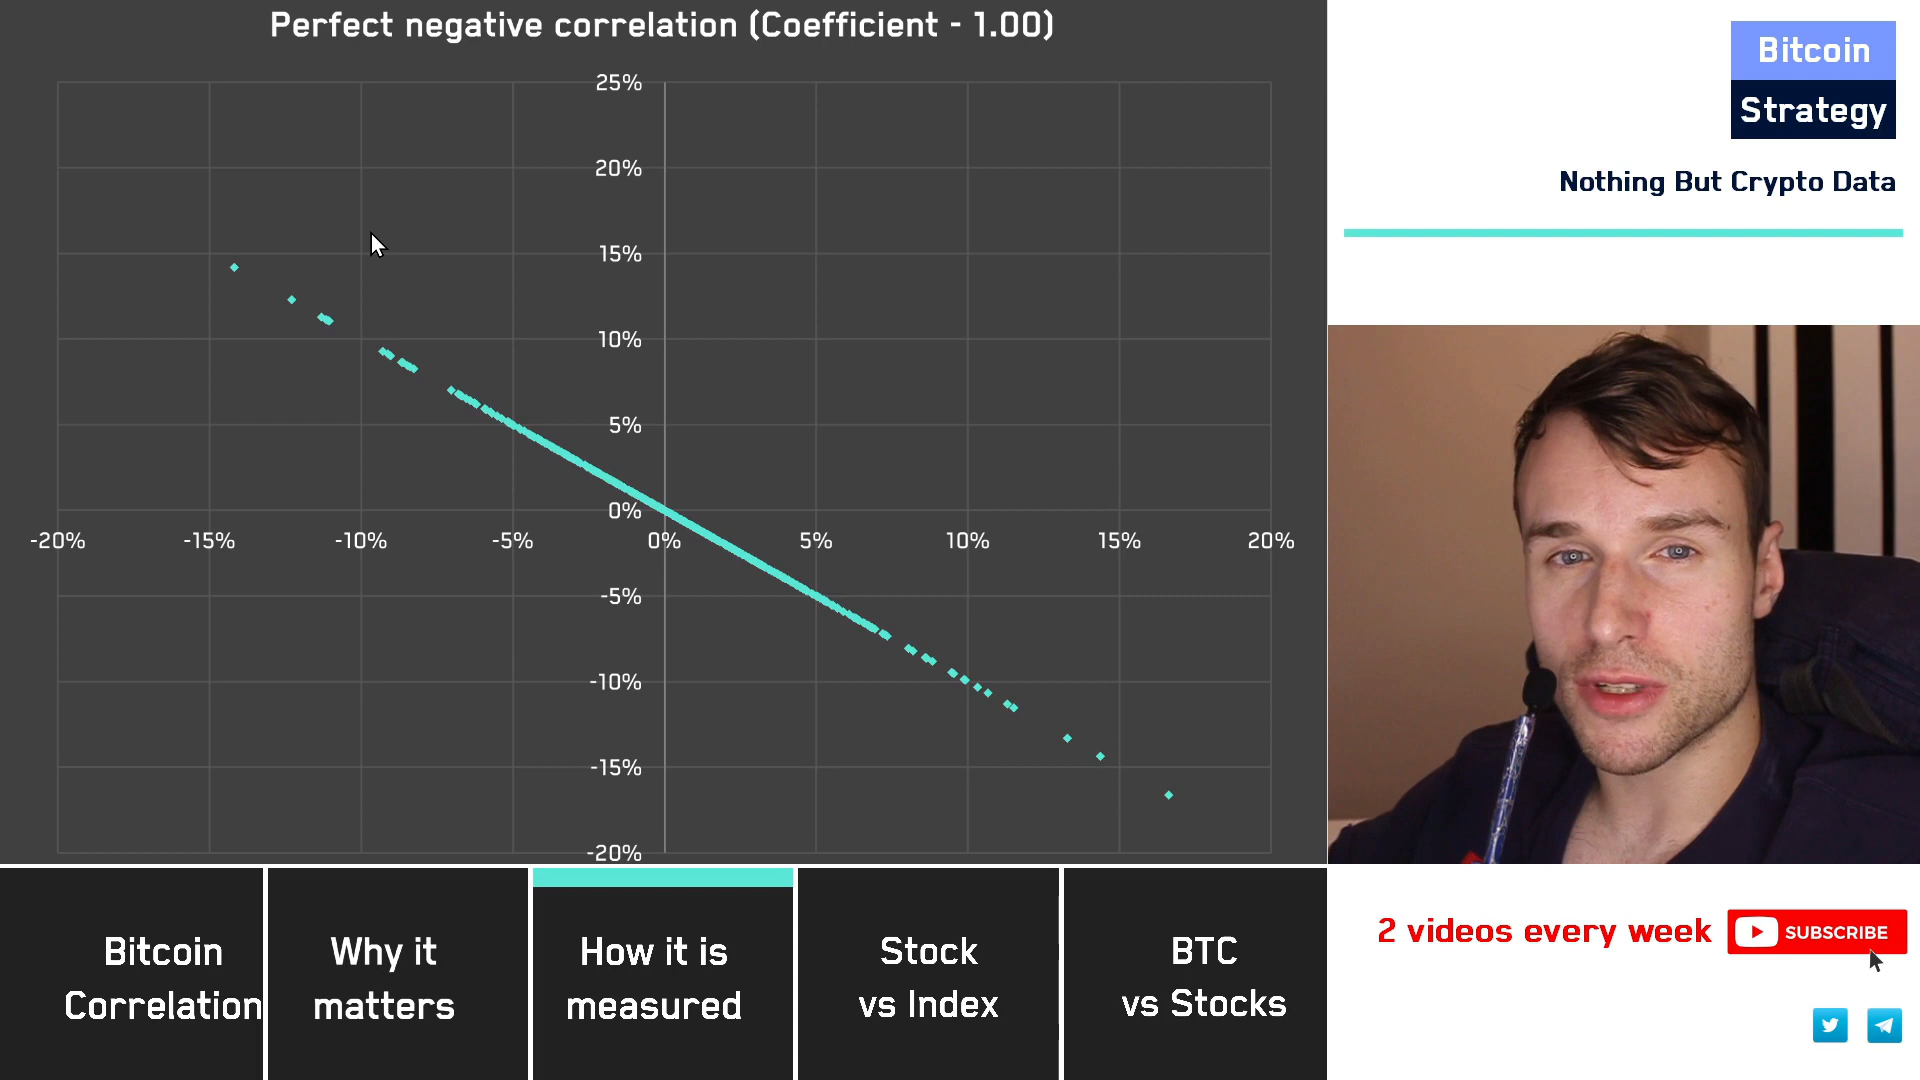 Perfect negative correlation (Coefficient - 1.00)
25%
20%
15%
10%
5%
0%
-20%
-15%
-10%
-5%
0%
5%
10%
15%
20%
-5%
-10%
-15%
-20%
Bitcoin
Strategy
Nothing But Crypto Data
Bitcoin
Correlation
Why it
matters
How it is
measured
Stock
vs Index
BTC
vs Stocks
2 videos every week
SUBSCRIBE